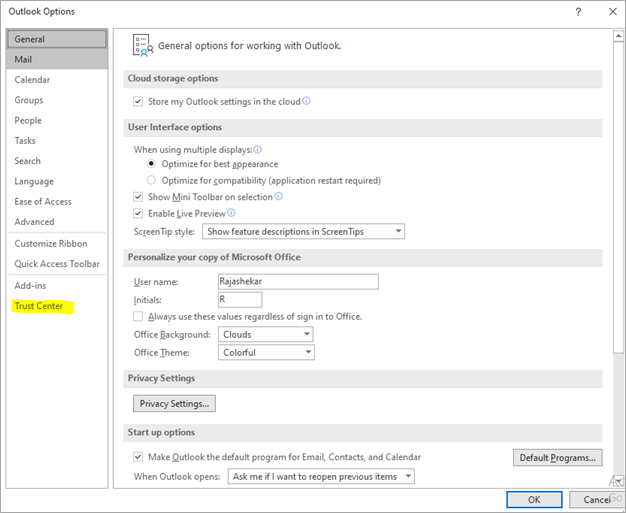 Outlook Options
?
General
Mail
Calendar
Groups
People
Tasks
Search
Language
Ease of Access
Advanced
Customize Ribbon
Quick Access Toolbar
Add-ins
Trust Center
General options for working with Outlook.
Cloud storage options
Store my Outlook settings in the cloud
User Interface options
When using multiple displays:
Optimize for best appearance
Optimize for compatibility (application restart required)
Show Mini Toolbar on selection
Enable Live Preview
ScreenTip style: Show feature descriptions in ScreenTips
Personalize your copy of Microsoft Office
User name: Rajashekar
Initials: R
Always use these values regardless of sign in to Office.
Office Background: Clouds
Office Theme: Colorful
Privacy Settings
Privacy Settings...
Start up options
Make Outlook the default program for Email, Contacts, and Calendar Default Programs...
When Outlook opens: Ask me if I want to reopen previous items
OK Cancel